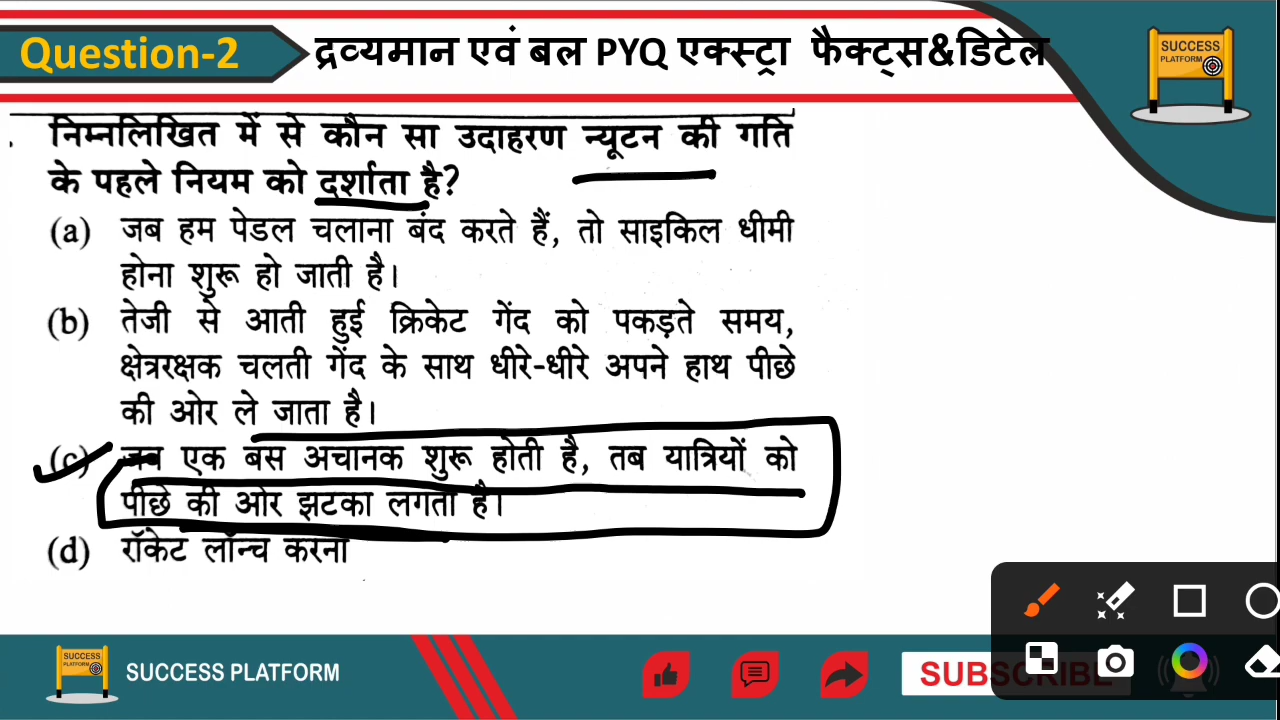 Question-2
द्रव्यमान एवं बल PYQ एक्स्ट्रा फैक्ट्स&डिटेल
SUCCESS
PLATFORM
निम्नलिखित में से कौन सा उदाहरण न्यूटन की गति
के पहले नियम को दर्शाता है?
(a) जब हम पेडल चलाना बंद करते हैं, तो साइकिल धीमी
होना शुरू हो जाती है।
(b) तेजी से आती हुई क्रिकेट गेंद को पकड़ते समय,
क्षेत्ररक्षक चलती गेंद के साथ धीरे-धीरे अपने हाथ पीछे
की ओर ले जाता है।
(c) जब एक बस अचानक शुरू होती है, तब यात्रियों को
पीछे की ओर झटका लगता है।
(d) रॉकेट लॉन्च करना
SUCCESS
PLATFORM
SUCCESS PLATFORM
SUBSCRIBE